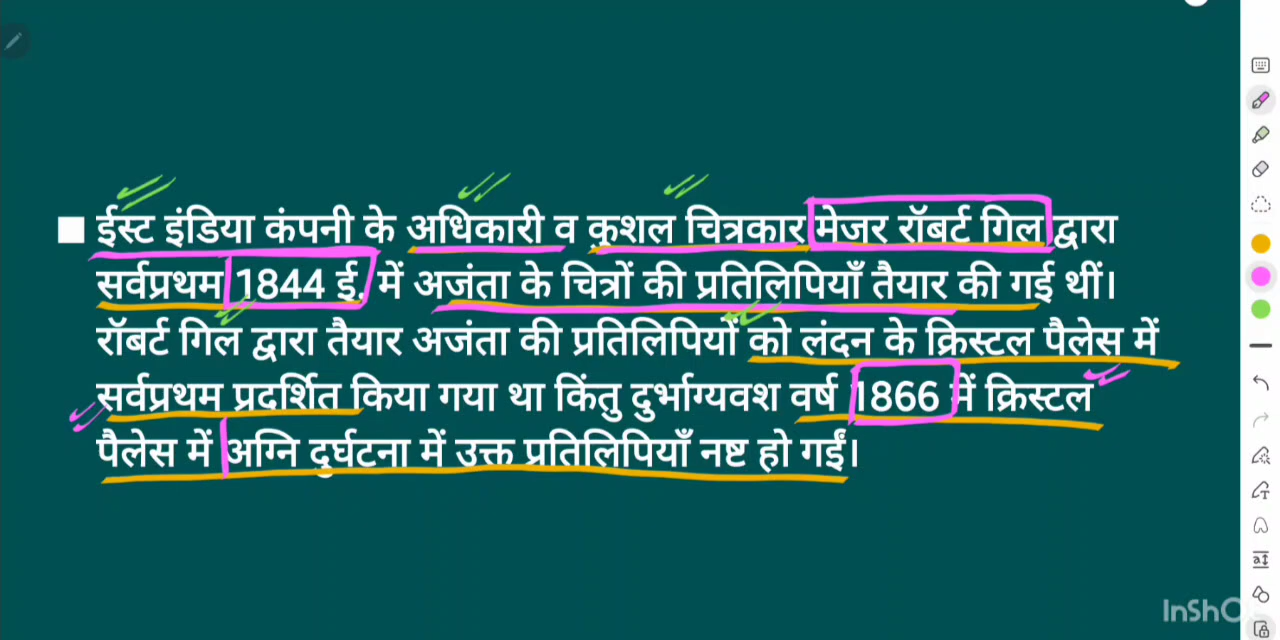 ■ ईस्ट इंडिया कंपनी के अधिकारी व कुशल चित्रकार मेजर रॉबर्ट गिल द्वारा
सर्वप्रथम 1844 ई. में अजंता के चित्रों की प्रतिलिपियाँ तैयार की गई थीं।
रॉबर्ट गिल द्वारा तैयार अजंता की प्रतिलिपियों को लंदन के क्रिस्टल पैलेस में
सर्वप्रथम प्रदर्शित किया गया था किंतु दुर्भाग्यवश वर्ष 1866 में क्रिस्टल
पैलेस में अग्नि दुर्घटना में उक्त प्रतिलिपियाँ नष्ट हो गईं।